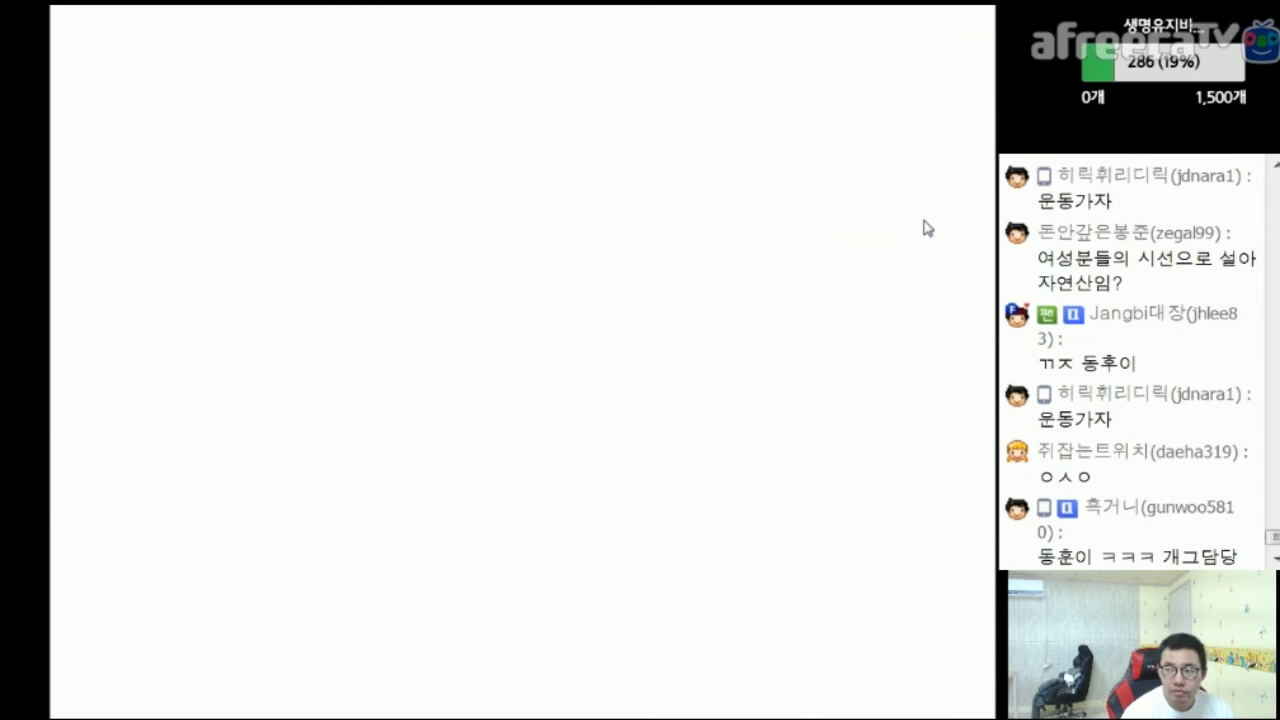 생명유지비...
afreecaTV
286 (19%)
0개 1,500개
히릭휘리디릭(jdnara1) :
운동가자
돈안갚은봉준(zegal99) :
여성분들의 시선으로 설아
자연산임?
팬 Jangbi대장(jhlee8
3) :
ㄲㅈ 동후이
히릭휘리디릭(jdnara1) :
운동가자
쥐잡는트위치(daeha319) :
ㅇㅅㅇ
흑거니(gunwoo581
0) :
동훈이 ㅋㅋㅋ 개그담당